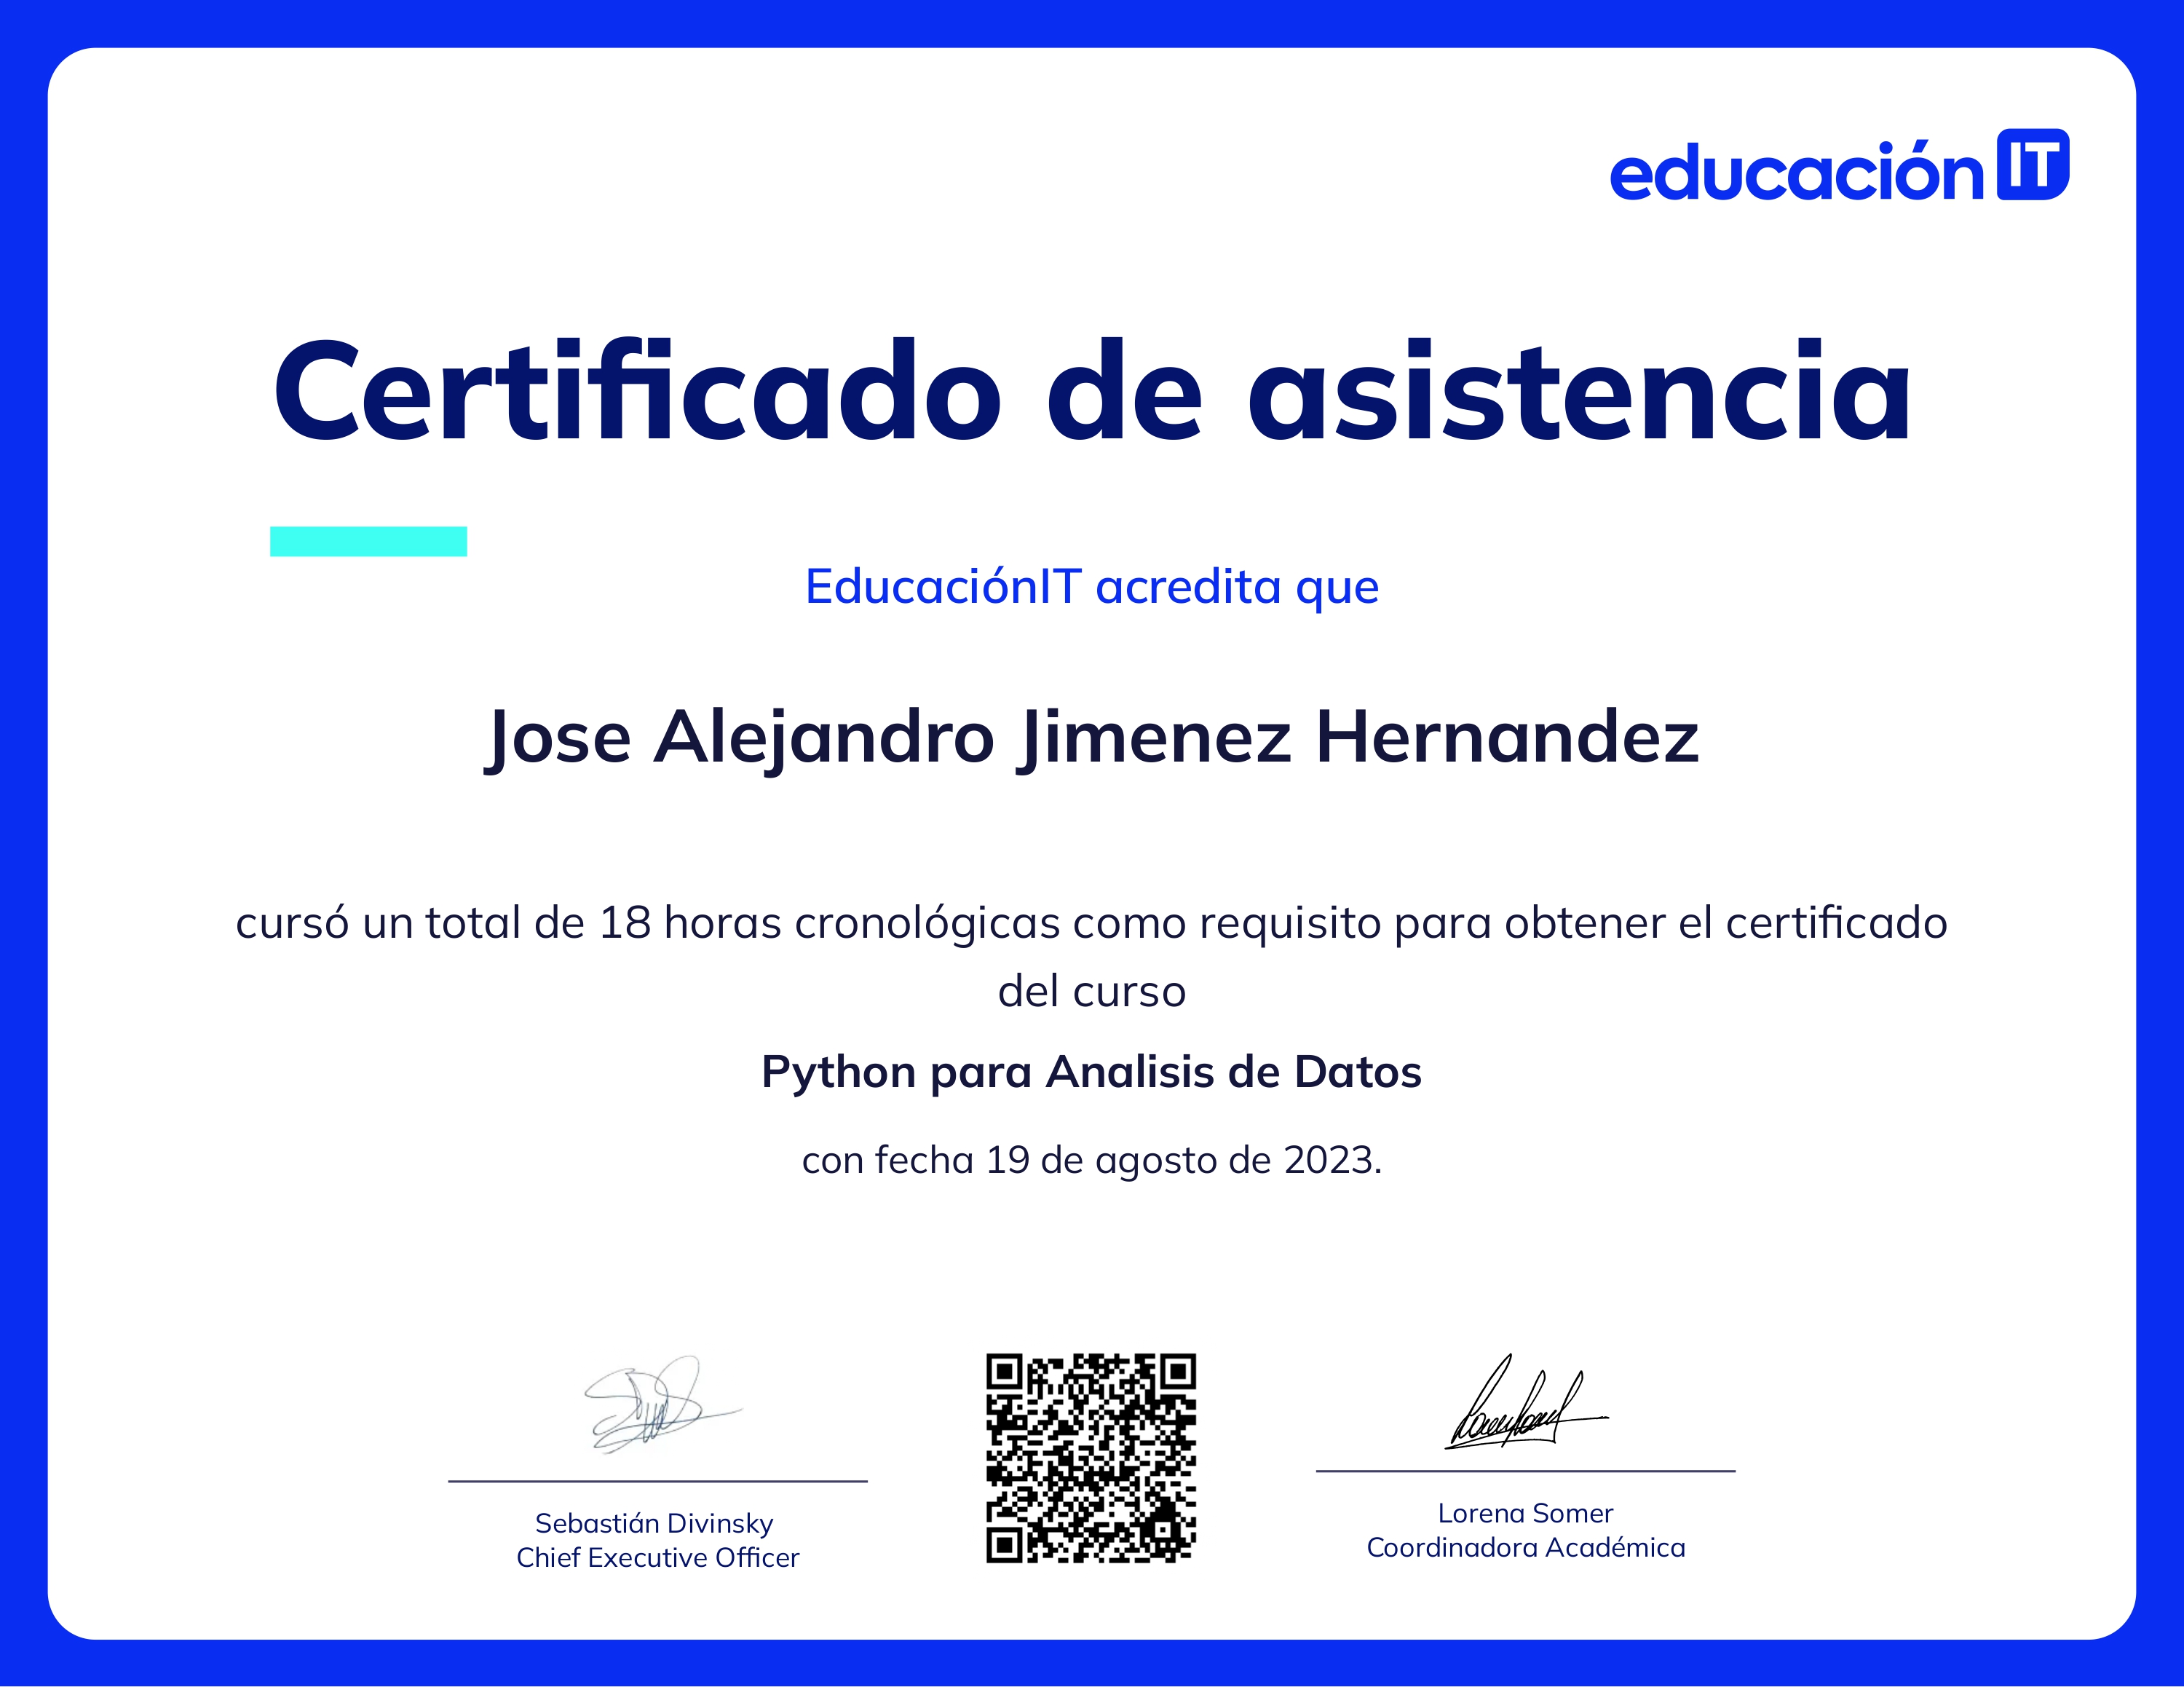 educación IT
Certificado de asistencia
EducaciónIT acredita que
Jose Alejandro Jimenez Hernandez
cursó un total de 18 horas cronológicas como requisito para obtener el certificado
del curso
Python para Analisis de Datos
con fecha 19 de agosto de 2023.
Sebastián Divinsky
Chief Executive Officer
Lorena Somer
Coordinadora Académica